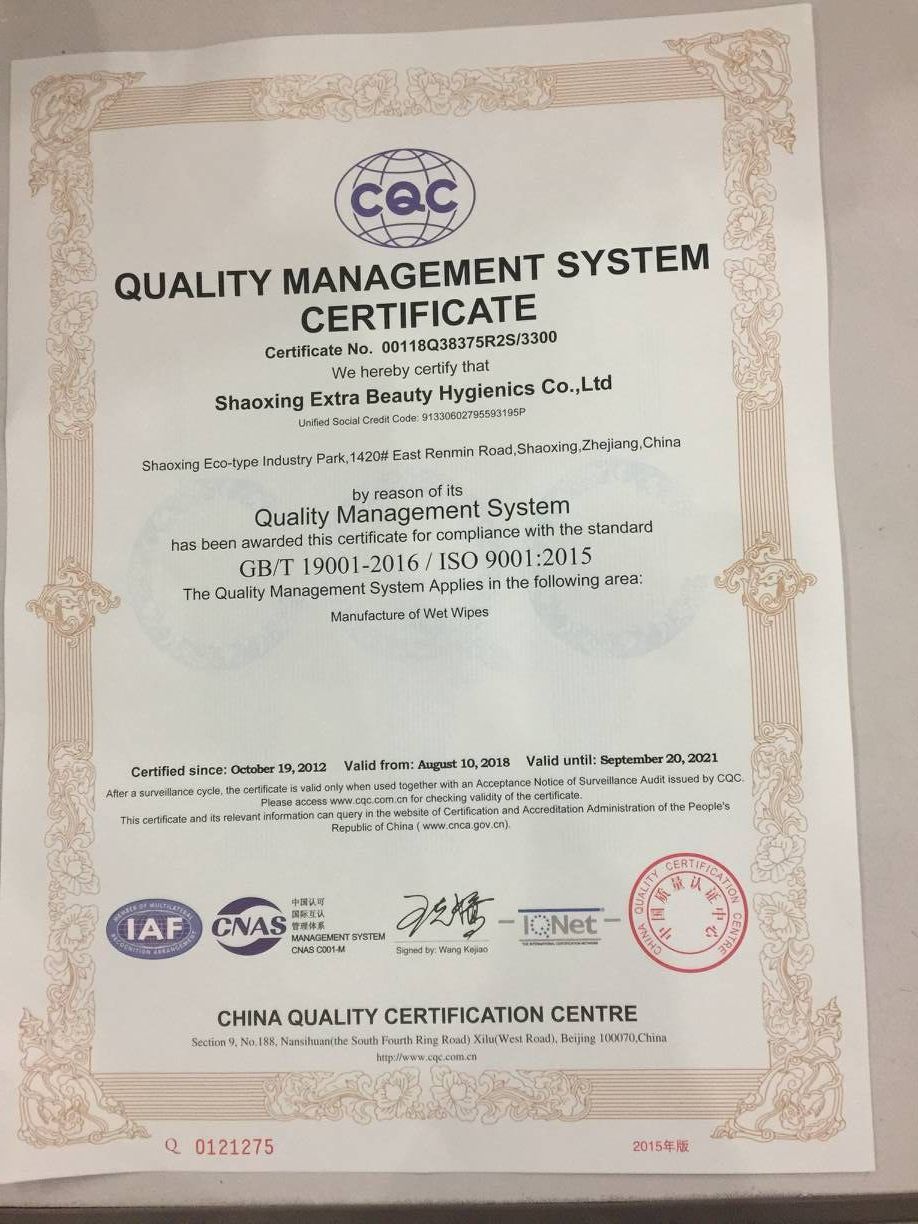 CQC
QUALITY MANAGEMENT SYSTEM
CERTIFICATE
Certificate No. 00118Q38375R2S/3300
We hereby certify that
Shaoxing Extra Beauty Hygienics Co.,Ltd
Unified Social Credit Code: 91330602795593195P
Shaoxing Eco-type Industry Park,1420# East Renmin Road,Shaoxing,Zhejiang,China
by reason of its
Quality Management System
has been awarded this certificate for compliance with the standard
GB/T 19001-2016 / ISO 9001:2015
The Quality Management System Applies in the following area:
Manufacture of Wet Wipes
Certified since: October 19, 2012 Valid from: August 10, 2018 Valid until: September 20, 2021
After a surveillance cycle, the certificate is valid only when used together with an Acceptance Notice of Surveillance Audit issued by CQC.
Please access www.cqc.com.cn for checking validity of the certificate.
This certificate and its relevant information can query in the website of Certification and Accreditation Administration of the People's
Republic of China ( www.cnca.gov.cn).
MEMBER OF MULTILATERAL
IAF
RECOGNITION ARRANGEMENT
CNAS
中国认可
国际互认
管理体系
MANAGEMENT SYSTEM
CNAS C001-M
Signed by: Wang Kejiao
IQNet
THE INTERNATIONAL CERTIFICATION NETWORK
CHINA QUALITY CERTIFICATION CENTRE
中国质量认证中心
CHINA QUALITY CERTIFICATION CENTRE
Section 9, No.188, Nansihuan(the South Fourth Ring Road) Xilu(West Road), Beijing 100070,China
http://www.cqc.com.cn
Q 0121275
2015年版